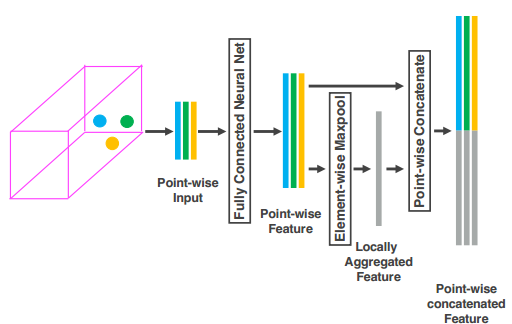 Point-wise
Input
Fully Connected Neural Net
Point-wise
Feature
Element-wise Maxpool
Locally
Aggregated
Feature
Point-wise Concatenate
Point-wise
concatenated
Feature